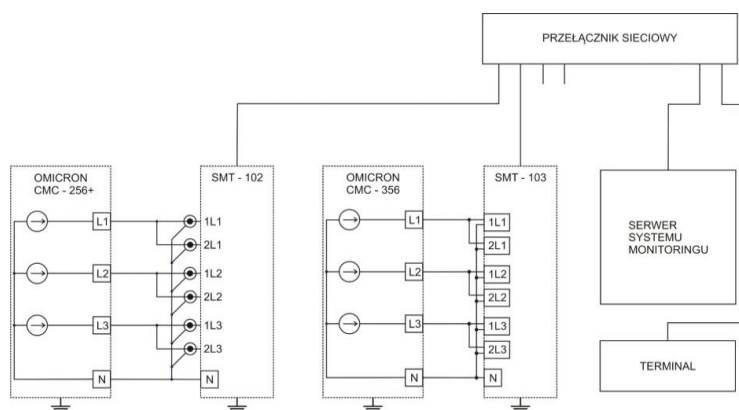 PRZEŁĄCZNIK SIECIOWY
OMICRON
CMC - 256+
SMT - 102
OMICRON
CMC - 356
SMT - 103
L1
1L1
2L1
L2
1L2
2L2
L3
1L3
2L3
N
N
L1
1L1
2L1
L2
1L2
2L2
L3
1L3
2L3
N
N
SERWER
SYSTEMU
MONITORINGU
TERMINAL